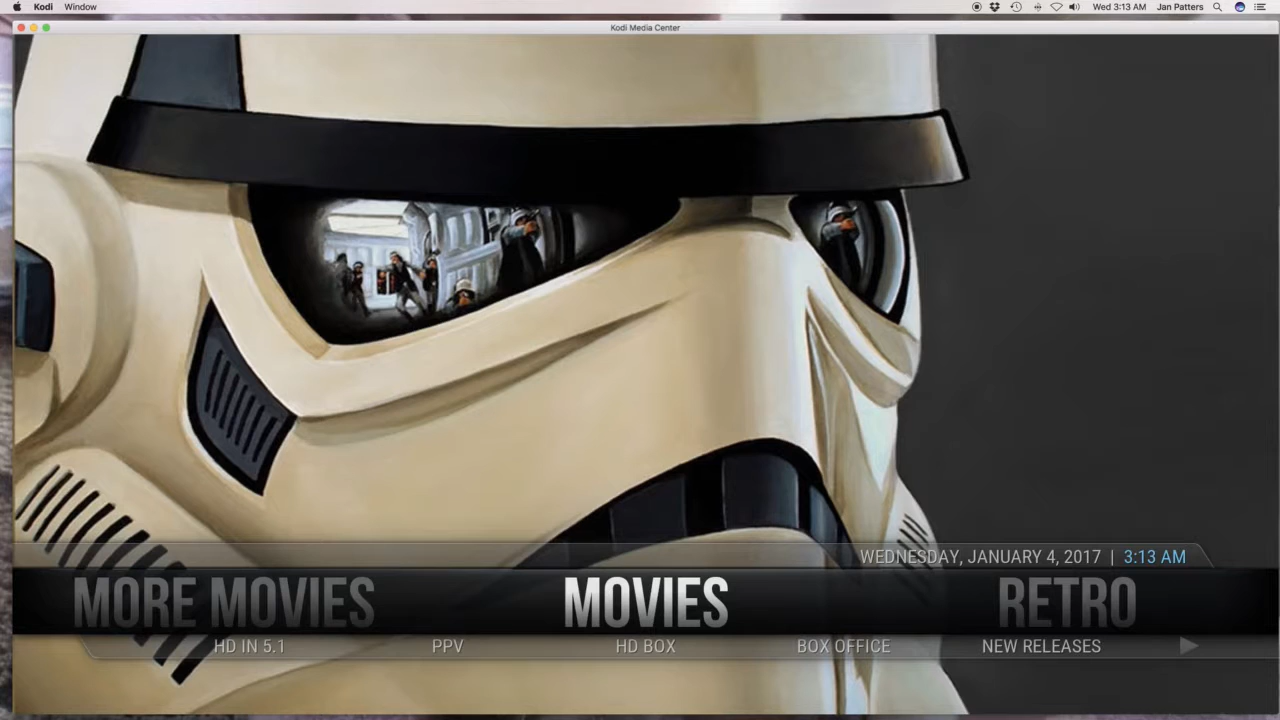 Kodi Window Wed 3:13 AM Jan Patters
Kodi Media Center
WEDNESDAY, JANUARY 4, 2017 | 3:13 AM
MORE MOVIES MOVIES RETRO
HD IN 5.1 PPV HD BOX BOX OFFICE NEW RELEASES